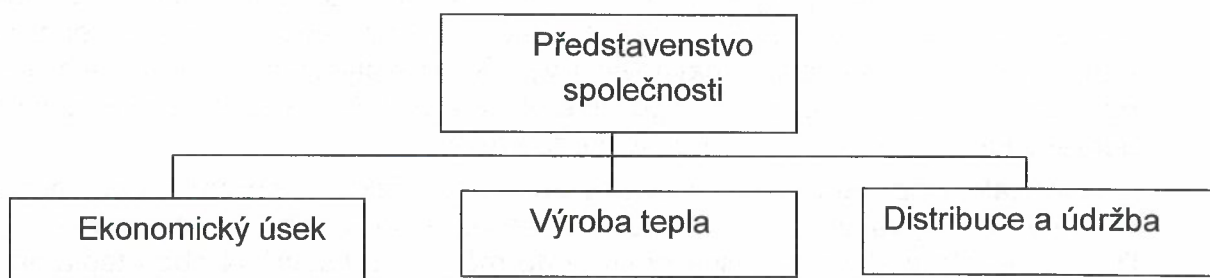 Představenstvo
společnosti
Ekonomický úsek
Výroba tepla
Distribuce a údržba